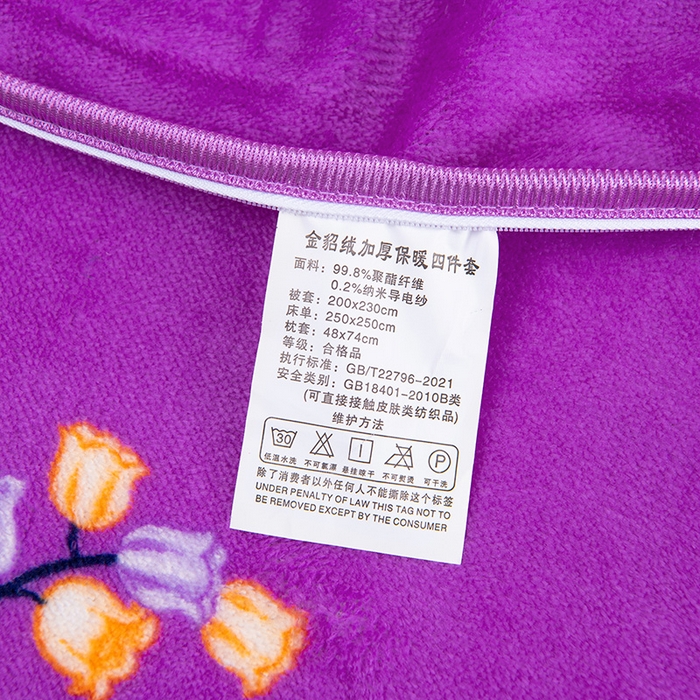 金貂绒加厚保暖四件套
面料：99.8%聚酯纤维
0.2%纳米导电纱
被套：200x230cm
床单：250x250cm
枕套：48x74cm
等级：合格品
执行标准：GB/T22796-2021
安全类别：GB18401-2010B类
(可直接接触皮肤类纺织品)
维护方法
30 P
低温水洗 不可氯漂 悬挂晾干 不可熨烫 可干洗
除了消费者以外任何人不能撕除这个标签
UNDER PENALTY OF LAW THIS TAG NOT TO
BE REMOVED EXCEPT BY THE CONSUMER